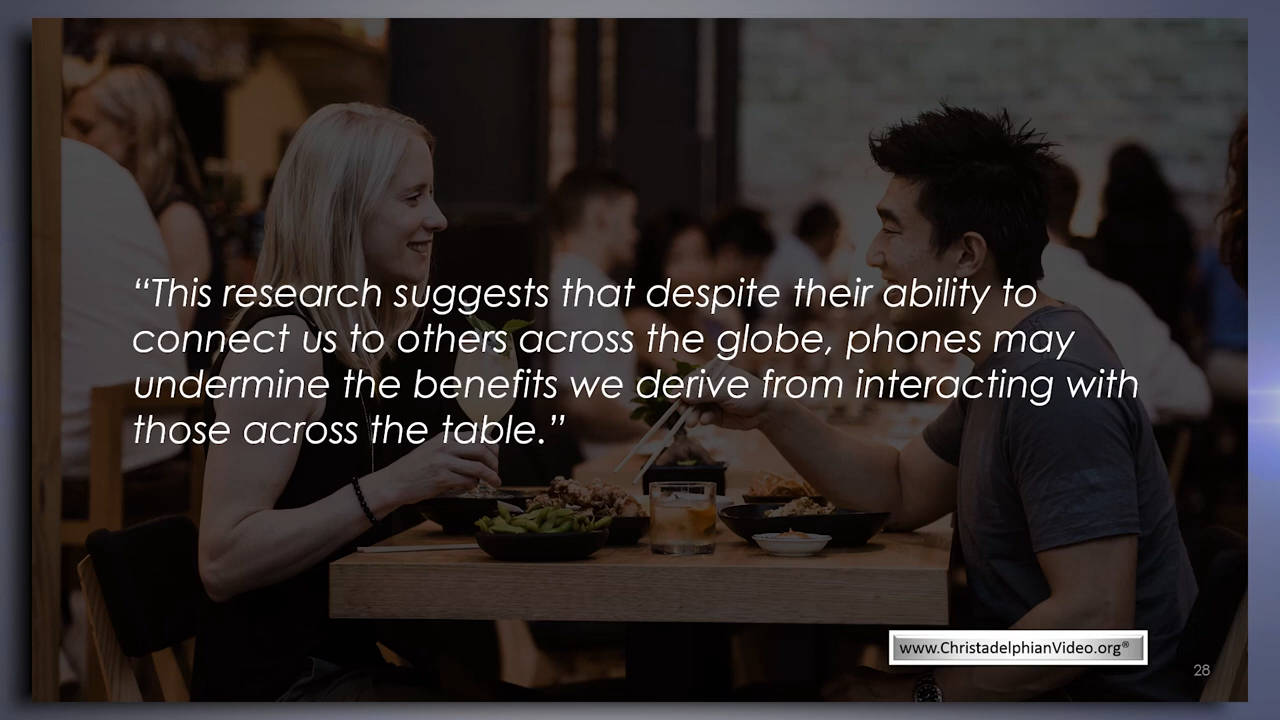 “This research suggests that despite their ability to
connect us to others across the globe, phones may
undermine the benefits we derive from interacting with
those across the table.”
www.ChristadelphianVideo.org®
28